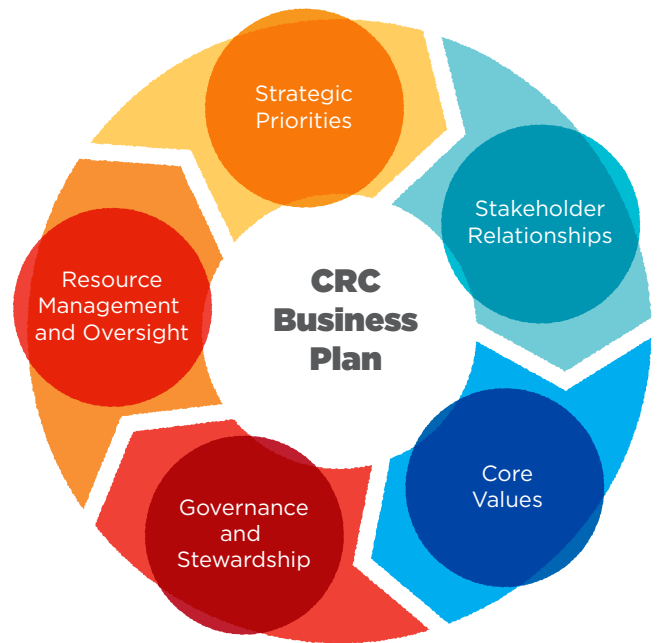 Strategic
Priorities
Stakeholder
Relationships
Resource
Management
and Oversight
CRC
Business
Plan
Core
Values
Governance
and
Stewardship